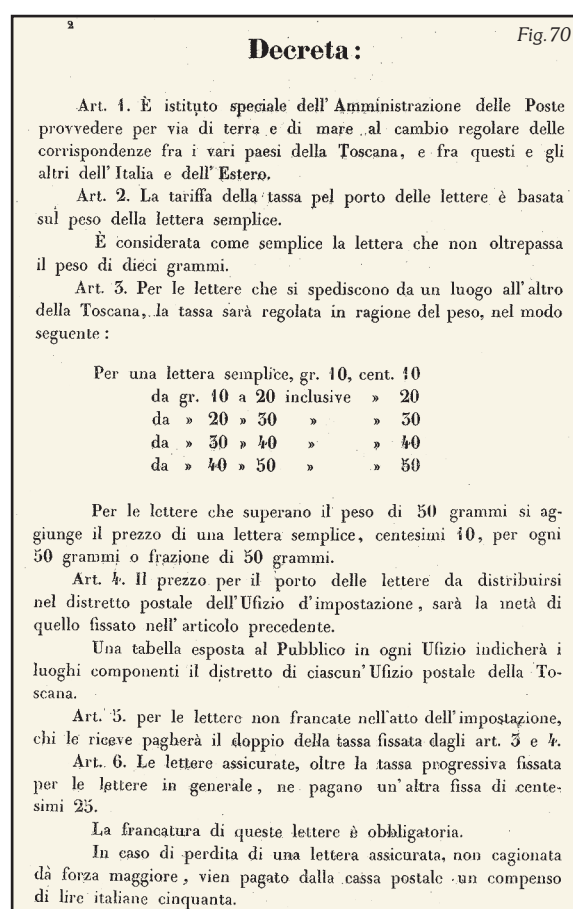 2
Fig. 70
Decreta:
Art. 1. È istituto speciale dell'Amministrazione delle Poste
provvedere per via di terra e di mare al cambio regolare delle
corrispondenze fra i vari paesi della Toscana, e fra questi e gli
altri dell'Italia e dell'Estero.
Art. 2. La tariffa della tassa pel porto delle lettere è basata
sul peso della lettera semplice.
È considerata come semplice la lettera che non oltrepassa
il peso di dieci grammi.
Art. 3. Per le lettere che si spediscono da un luogo all'altro
della Toscana, la tassa sarà regolata in ragione del peso, nel modo
seguente:
Per una lettera semplice, gr. 10, cent. 10
da gr. 10 a 20 inclusive » 20
da » 20 » 30 » » 30
da » 30 » 40 » » 40
da » 40 » 50 » » 50
Per le lettere che superano il peso di 50 grammi si ag-
giunge il prezzo di una lettera semplice, centesimi 10, per ogni
50 grammi o frazione di 50 grammi.
Art. 4. Il prezzo per il porto delle lettere da distribuirsi
nel distretto postale dell'Ufizio d'impostazione, sarà la metà di
quello fissato nell'articolo precedente.
Una tabella esposta al Pubblico in ogni Ufizio indicherà i
luoghi componenti il distretto di ciascun'Ufizio postale della To-
scana.
Art. 5. per le lettere non francate nell'atto dell'impostazione,
chi le riceve pagherà il doppio della tassa fissata dagli art. 3 e 4.
Art. 6. Le lettere assicurate, oltre la tassa progressiva fissata
per le lettere in generale, ne pagano un'altra fissa di cente-
simi 25.
La francatura di queste lettere è obbligatoria.
In caso di perdita di una lettera assicurata, non cagionata
da forza maggiore, vien pagato dalla cassa postale un compenso
di lire italiane cinquanta.